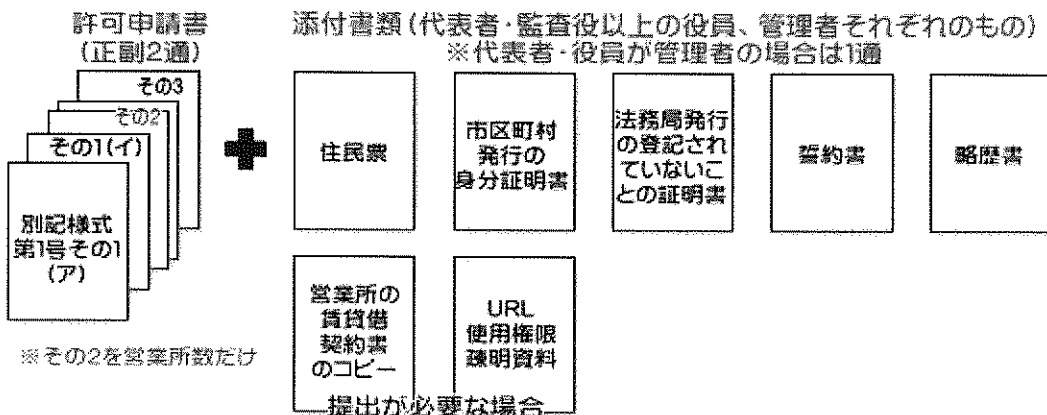 許可申請書
(正副2通)
その3
その2
その1(イ)
別記様式
第1号その1
(ア)
※その2を営業所数だけ
添付書類(代表者・監査役以上の役員、管理者それぞれのもの)
※代表者・役員が管理者の場合は1通
住民票
市区町村
発行の
身分証明書
法務局発行
の登記され
ていないこ
との証明書
誓約書
略歴書
営業所の
賃貸借
契約書
のコピー
URL
使用権限
疎明資料
提出が必要な場合